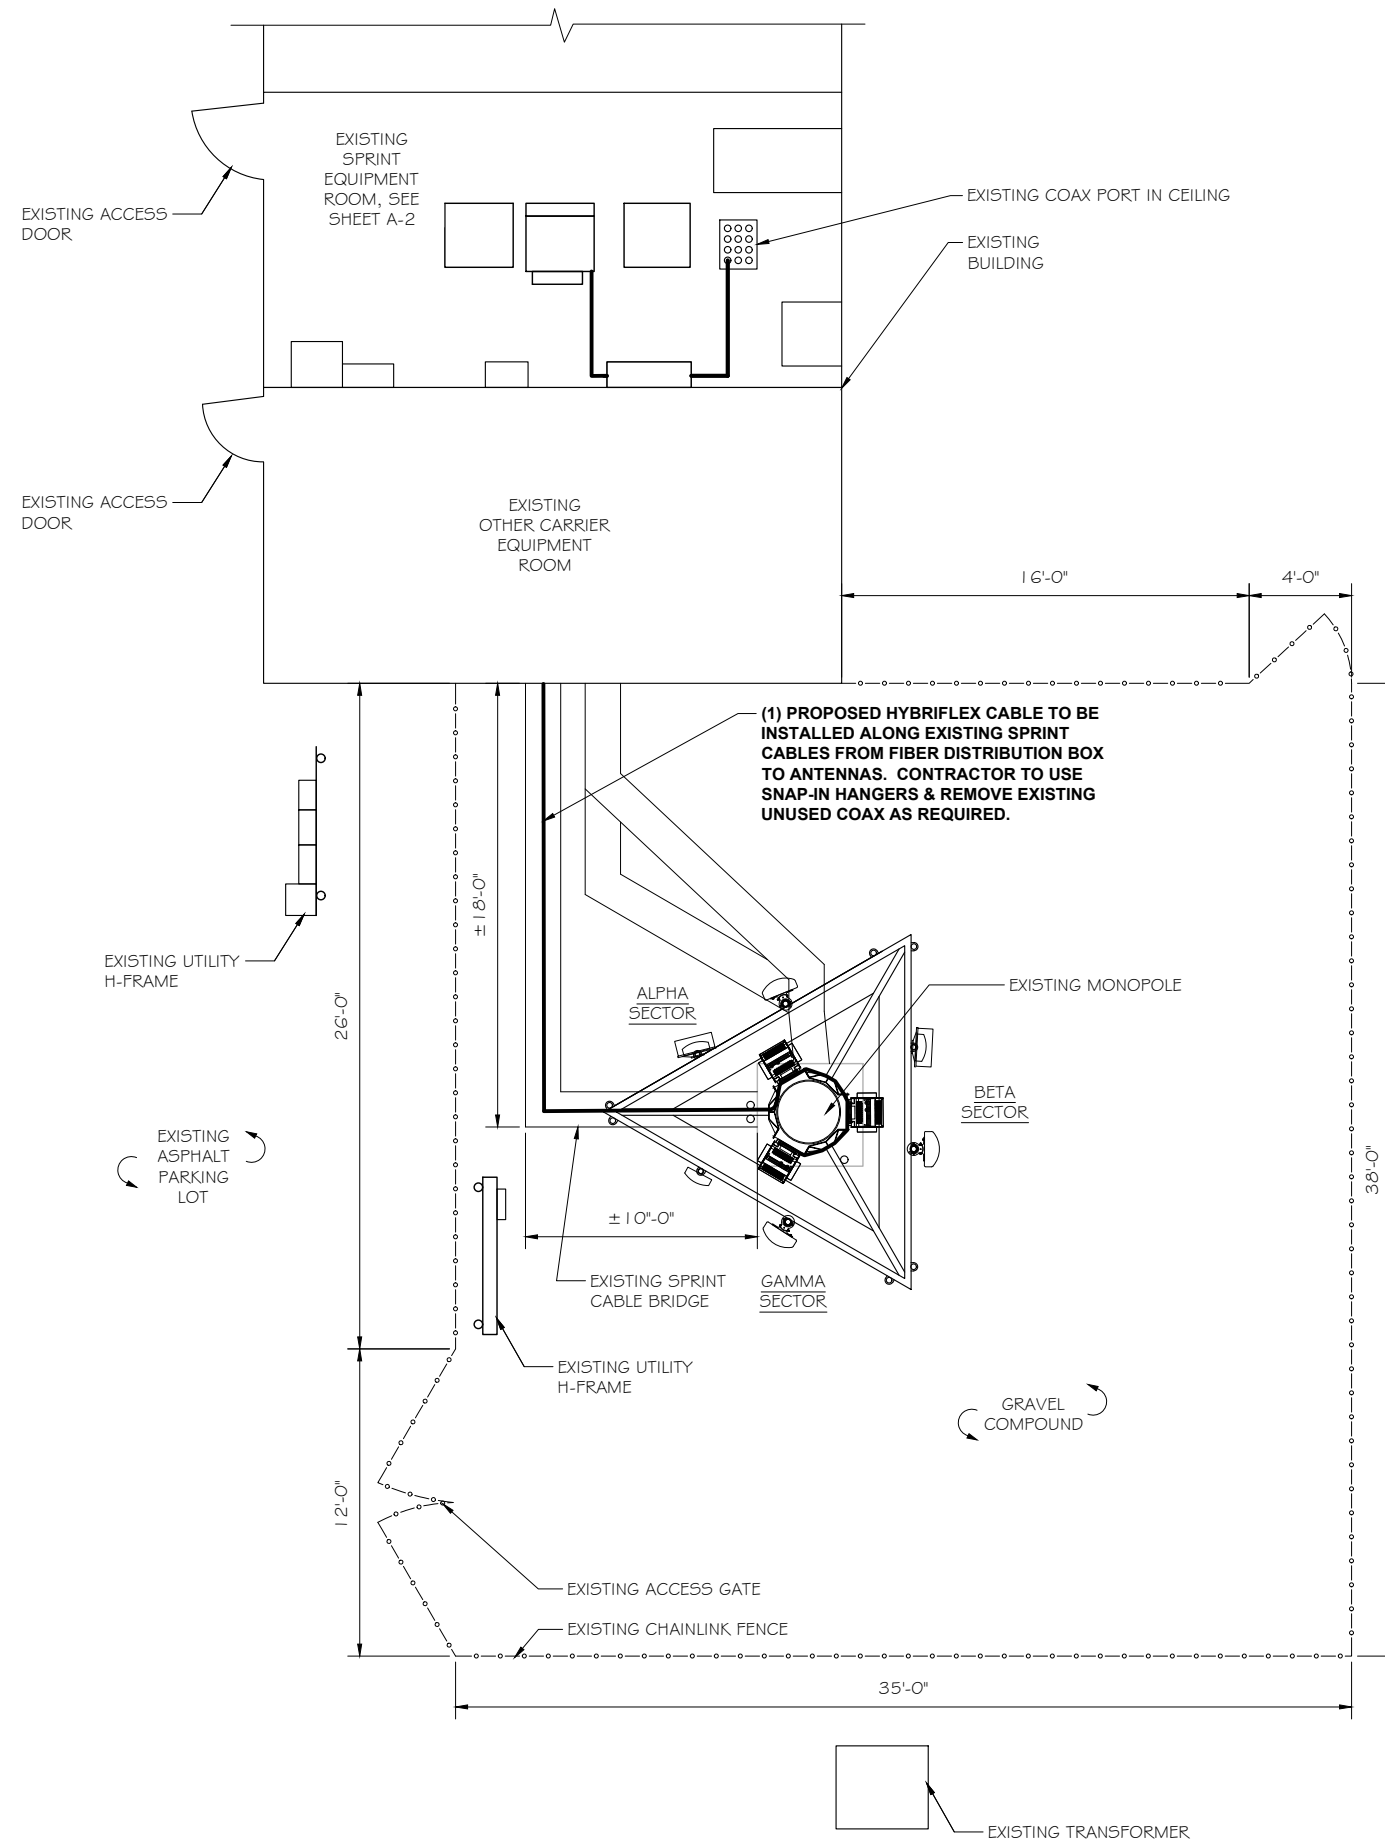 EXISTING
SPRINT
EQUIPMENT
ROOM, SEE
SHEET A-2
EXISTING ACCESS
DOOR
EXISTING COAX PORT IN CEILING
EXISTING
BUILDING
EXISTING ACCESS
DOOR
EXISTING
OTHER CARRIER
EQUIPMENT
ROOM
16'-0"
4'-0"
(1) PROPOSED HYBRIFLEX CABLE TO BE
INSTALLED ALONG EXISTING SPRINT
CABLES FROM FIBER DISTRIBUTION BOX
TO ANTENNAS. CONTRACTOR TO USE
SNAP-IN HANGERS & REMOVE EXISTING
UNUSED COAX AS REQUIRED.
±18'-0"
EXISTING UTILITY
H-FRAME
26'-0"
ALPHA
SECTOR
EXISTING MONOPOLE
BETA
SECTOR
EXISTING
ASPHALT
PARKING
LOT
38'-0"
±10"-0"
EXISTING SPRINT
CABLE BRIDGE
GAMMA
SECTOR
EXISTING UTILITY
H-FRAME
GRAVEL
COMPOUND
12'-0"
EXISTING ACCESS GATE
EXISTING CHAINLINK FENCE
35'-0"
EXISTING TRANSFORMER